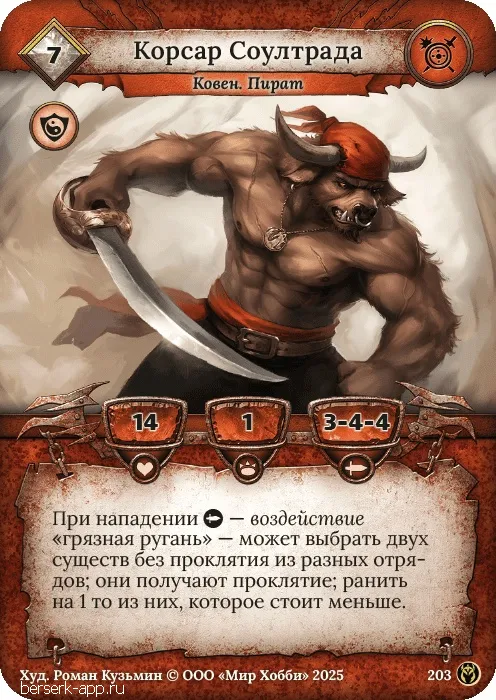 7
Корсар Соултрада
Ковен. Пират
14
1
3-4-4
При нападении — воздействие
«грязная ругань» — может выбрать двух
существ без проклятия из разных отря-
дов; они получают проклятие; ранить
на 1 то из них, которое стоит меньше.
Худ. Роман Кузьмин © ООО «Мир Хобби» 2025
203
berserk-app.ru